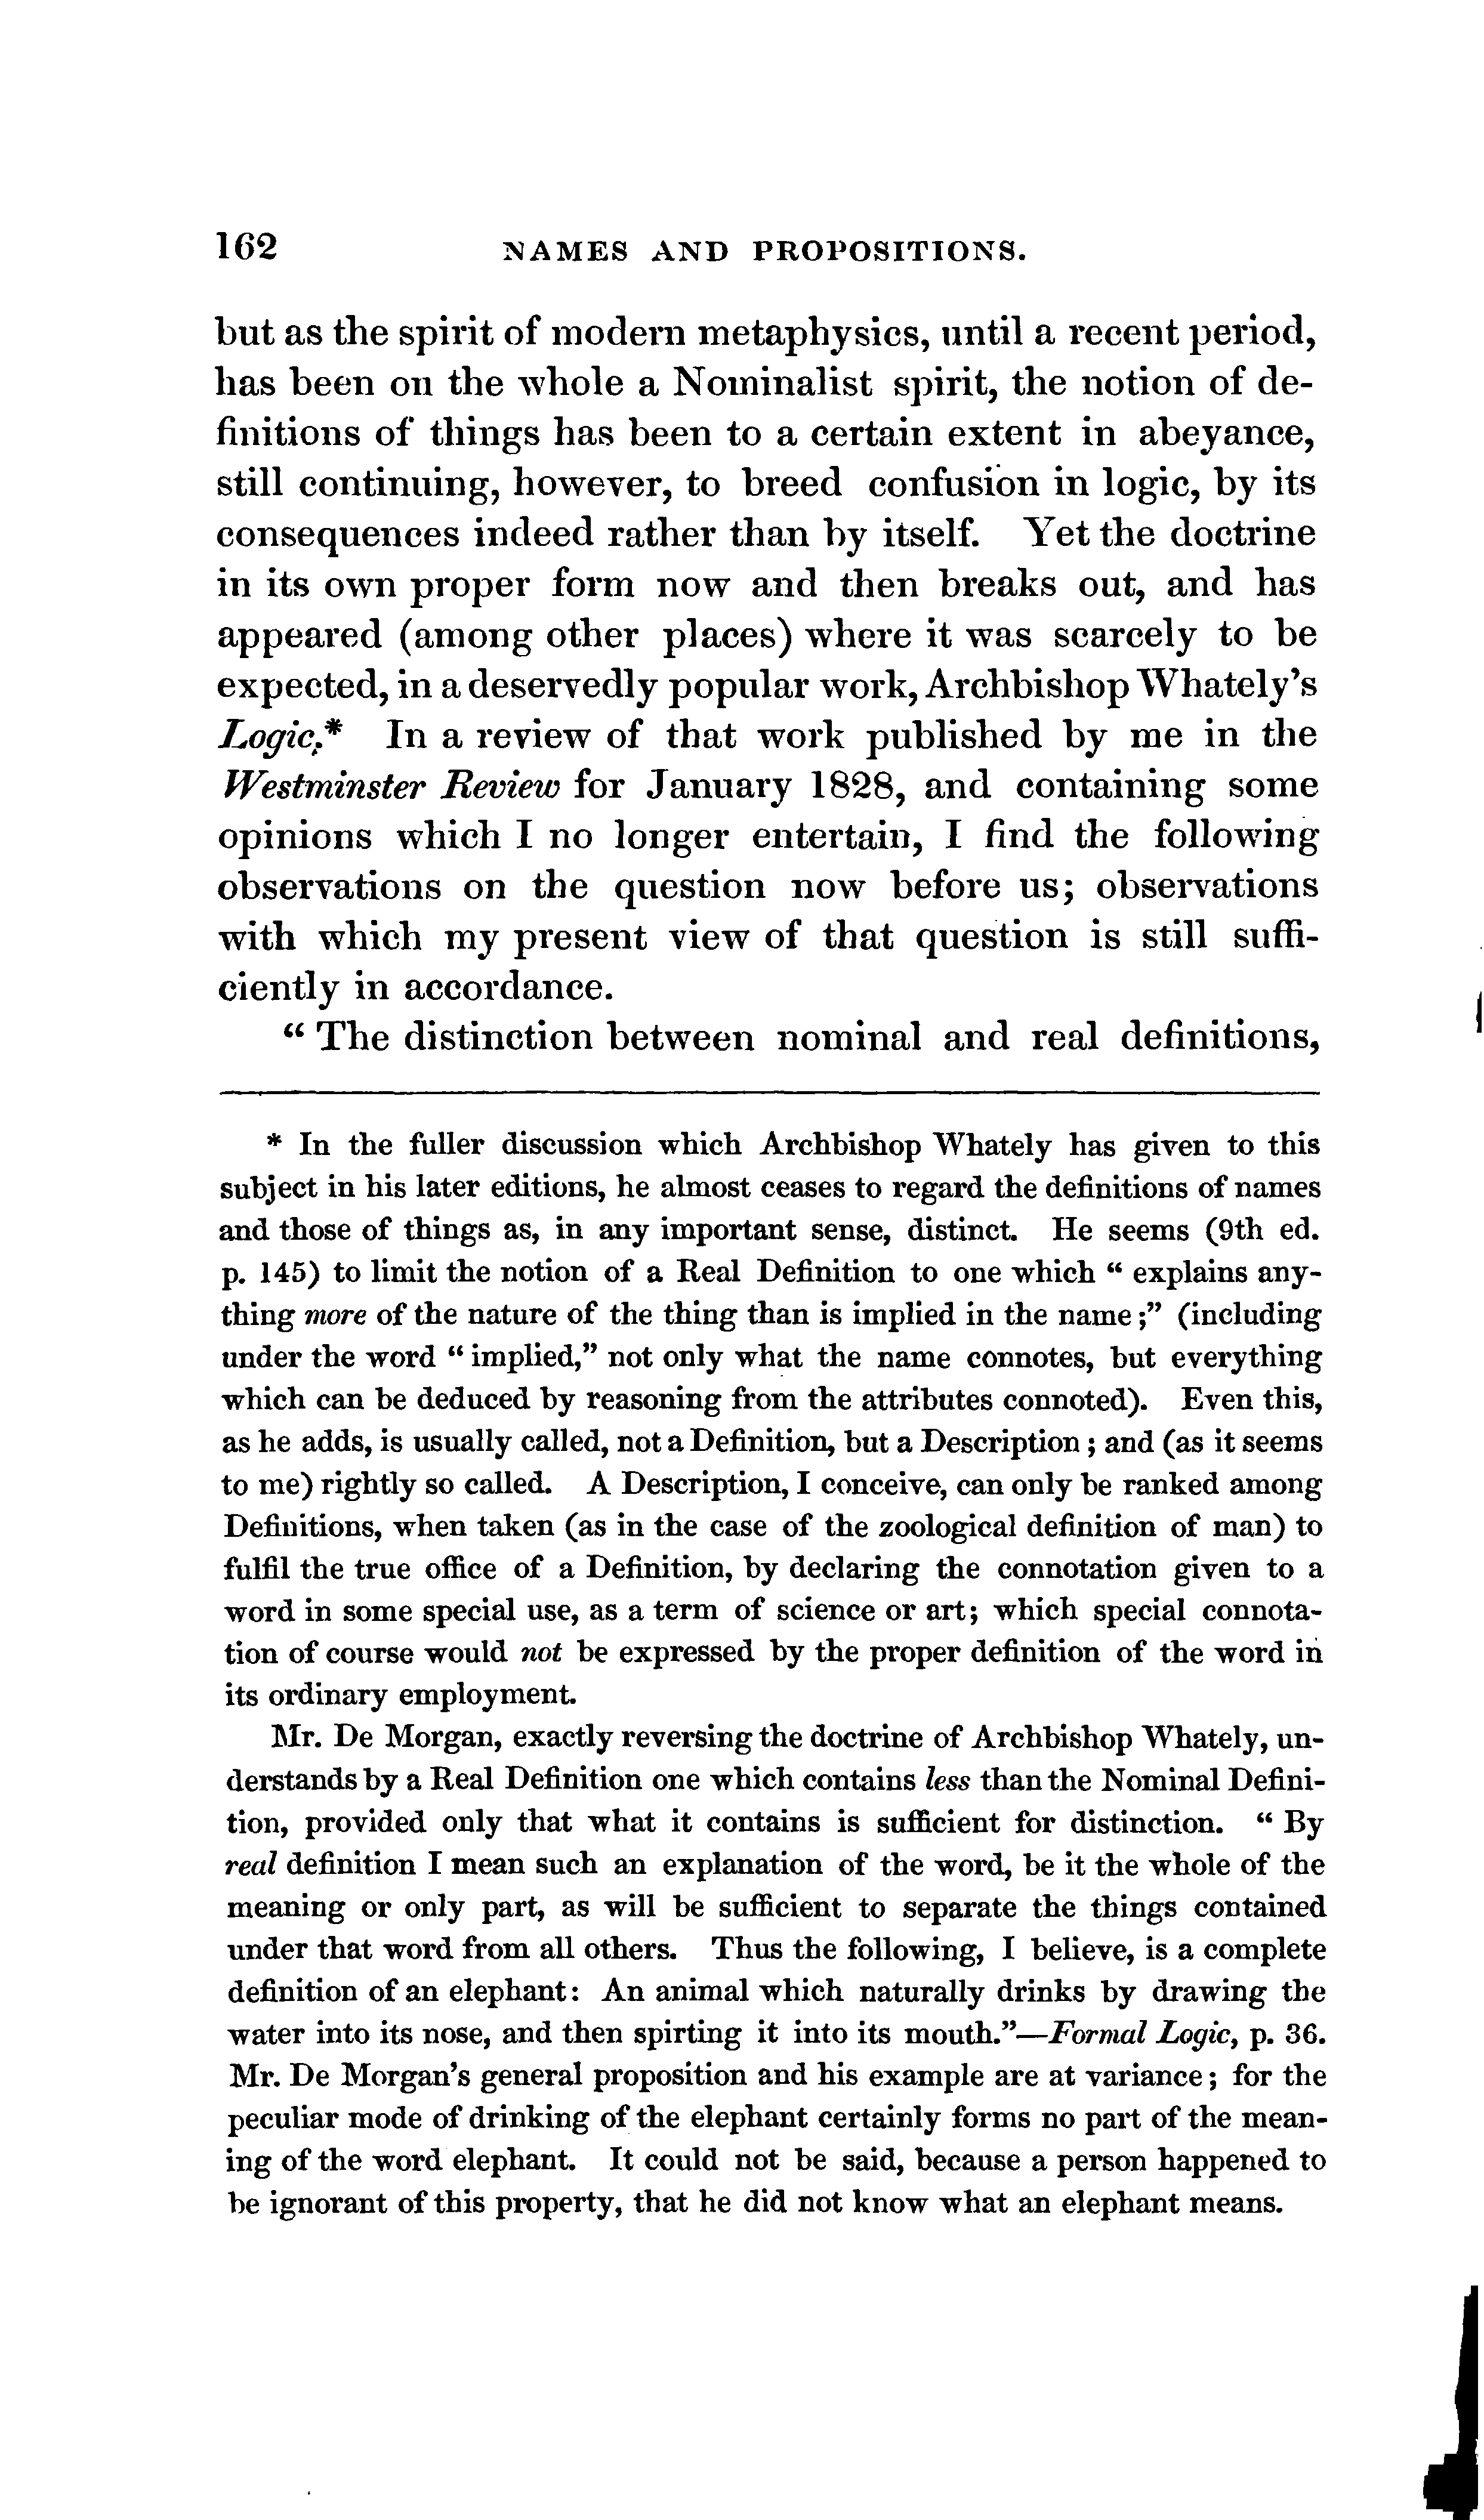 162 NAMES AND PROPOSITIONS.
but as the spirit of modern metaphysics, until a recent period,
has been on the whole a Nominalist spirit, the notion of de-
finitions of things has been to a certain extent in abeyance,
still continuing, however, to breed confusion in logic, by its
consequences indeed rather than by itself. Yet the doctrine
in its own proper form now and then breaks out, and has
appeared (among other places) where it was scarcely to be
expected, in a deservedly popular work, Archbishop Whately's
Logic.* In a review of that work published by me in the
Westminster Review for January 1828, and containing some
opinions which I no longer entertain, I find the following
observations on the question now before us; observations
with which my present view of that question is still suffi-
ciently in accordance.
" The distinction between nominal and real definitions,
* In the fuller discussion which Archbishop Whately has given to this
subject in his later editions, he almost ceases to regard the definitions of names
and those of things as, in any important sense, distinct. He seems (9th ed.
p. 145) to limit the notion of a Real Definition to one which " explains any-
thing more of the nature of the thing than is implied in the name ;" (including
under the word " implied," not only what the name connotes, but everything
which can be deduced by reasoning from the attributes connoted). Even this,
as he adds, is usually called, not a Definition, but a Description ; and (as it seems
to me) rightly so called. A Description, I conceive, can only be ranked among
Definitions, when taken (as in the case of the zoological definition of man) to
fulfil the true office of a Definition, by declaring the connotation given to a
word in some special use, as a term of science or art; which special connota-
tion of course would not be expressed by the proper definition of the word in
its ordinary employment.
Mr. De Morgan, exactly reversing the doctrine of Archbishop Whately, un-
derstands by a Real Definition one which contains less than the Nominal Defini-
tion, provided only that what it contains is sufficient for distinction. " By
real definition I mean such an explanation of the word, be it the whole of the
meaning or only part, as will be sufficient to separate the things contained
under that word from all others. Thus the following, I believe, is a complete
definition of an elephant: An animal which naturally drinks by drawing the
water into its nose, and then spirting it into its mouth."—Formal Logic, p. 36.
Mr. De Morgan's general proposition and his example are at variance ; for the
peculiar mode of drinking of the elephant certainly forms no part of the mean-
ing of the word elephant. It could not be said, because a person happened to
be ignorant of this property, that he did not know what an elephant means.